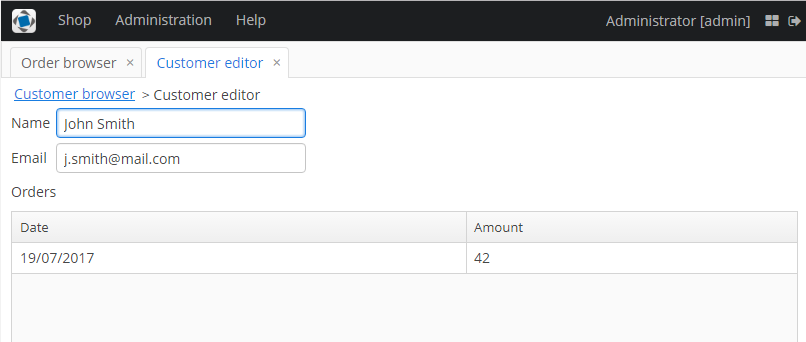 Shop Administration Help Administrator [admin]
Order browser × Customer editor ×
Customer browser > Customer editor
Name John Smith
Email j.smith@mail.com
Orders
Date Amount
19/07/2017 42